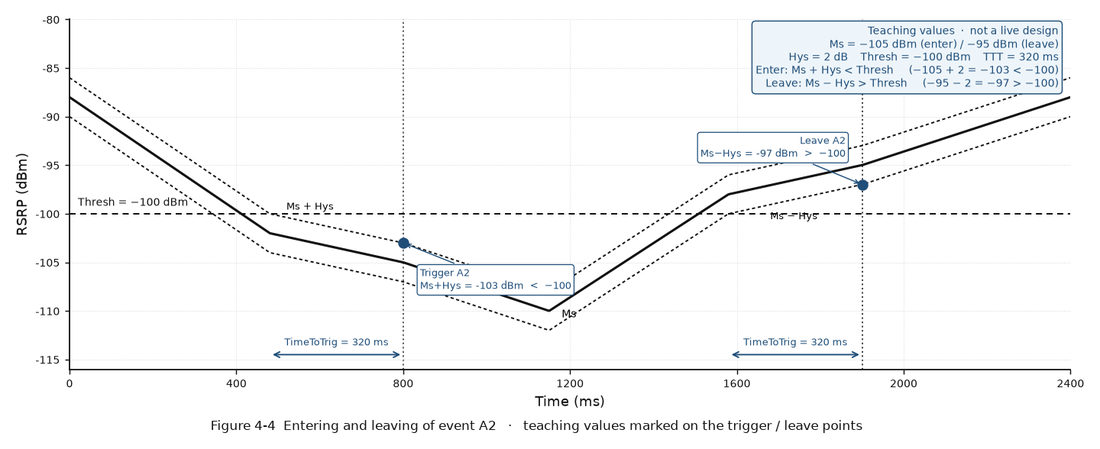 -80
Teaching values · not a live design
Ms = −105 dBm (enter) / −95 dBm (leave)
Hys = 2 dB Thresh = −100 dBm TTT = 320 ms
Enter: Ms + Hys < Thresh (−105 + 2 = −103 < −100)
Leave: Ms − Hys > Thresh (−95 − 2 = −97 > −100)
-85
-90
Leave A2
Ms−Hys = -97 dBm > −100
-95
Thresh = −100 dBm
Ms + Hys
Ms − Hys
-100
RSRP (dBm)
-105
Trigger A2
Ms+Hys = -103 dBm < −100
-110
Ms
TimeToTrig = 320 ms
TimeToTrig = 320 ms
-115
0 400 800 1200 1600 2000 2400
Time (ms)
Figure 4-4 Entering and leaving of event A2 · teaching values marked on the trigger / leave points